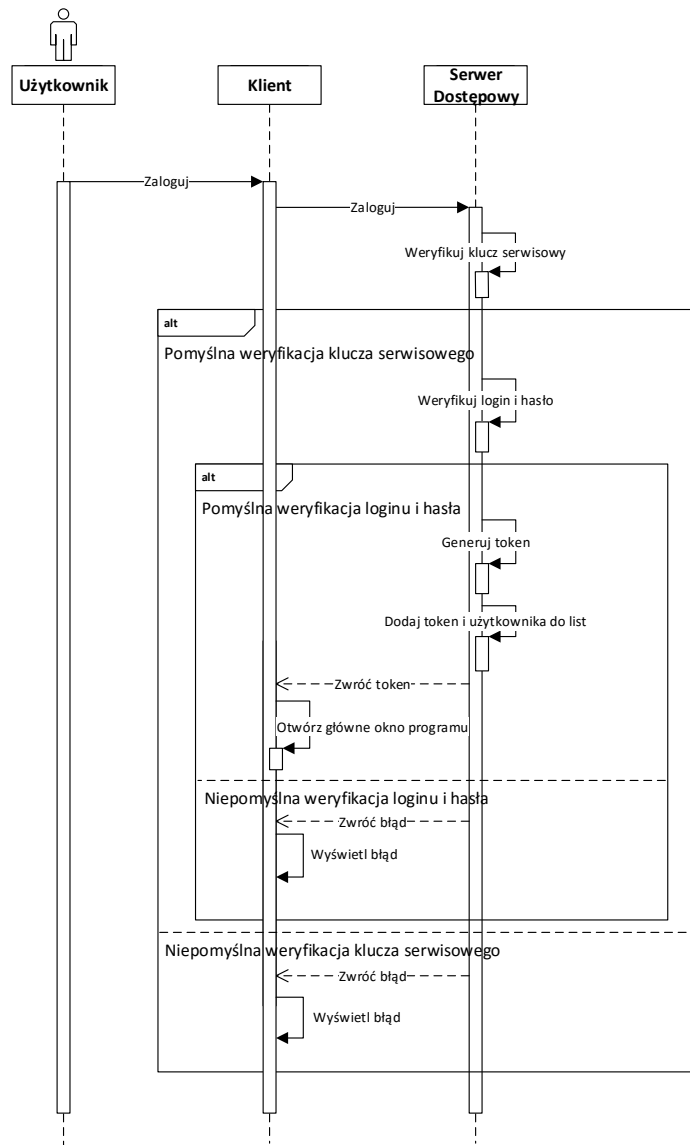 Użytkownik
Klient
Serwer
Dostępowy
Zaloguj
Zaloguj
Weryfikuj klucz serwisowy
alt
Pomyślna weryfikacja klucza serwisowego
Weryfikuj login i hasło
alt
Pomyślna weryfikacja loginu i hasła
Generuj token
Dodaj token i użytkownika do list
Zwróć token
Otwórz główne okno programu
Niepomyślna weryfikacja loginu i hasła
Zwróć błąd
Wyświetl błąd
Niepomyślna weryfikacja klucza serwisowego
Zwróć błąd
Wyświetl błąd